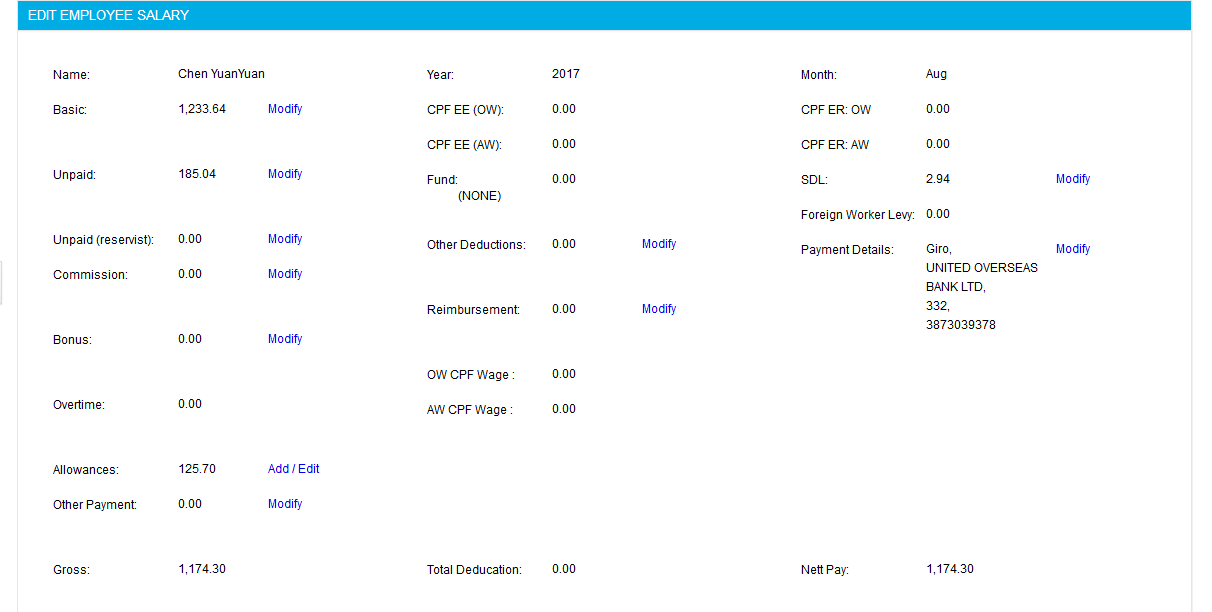 EDIT EMPLOYEE SALARY
Name: Chen YuanYuan Year: 2017 Month: Aug
Basic: 1,233.64 Modify CPF EE (OW): 0.00 CPF ER: OW 0.00
CPF EE (AW): 0.00 CPF ER: AW 0.00
Unpaid: 185.04 Modify Fund: 0.00 SDL: 2.94 Modify
(NONE)
Foreign Worker Levy: 0.00
Unpaid (reservist): 0.00 Modify Other Deductions: 0.00 Modify Payment Details: Giro, Modify
UNITED OVERSEAS
Commission: 0.00 Modify BANK LTD,
Reimbursement: 0.00 Modify 332,
3873039378
Bonus: 0.00 Modify
OW CPF Wage : 0.00
Overtime: 0.00 AW CPF Wage : 0.00
Allowances: 125.70 Add / Edit
Other Payment: 0.00 Modify
Gross: 1,174.30 Total Deducation: 0.00 Nett Pay: 1,174.30